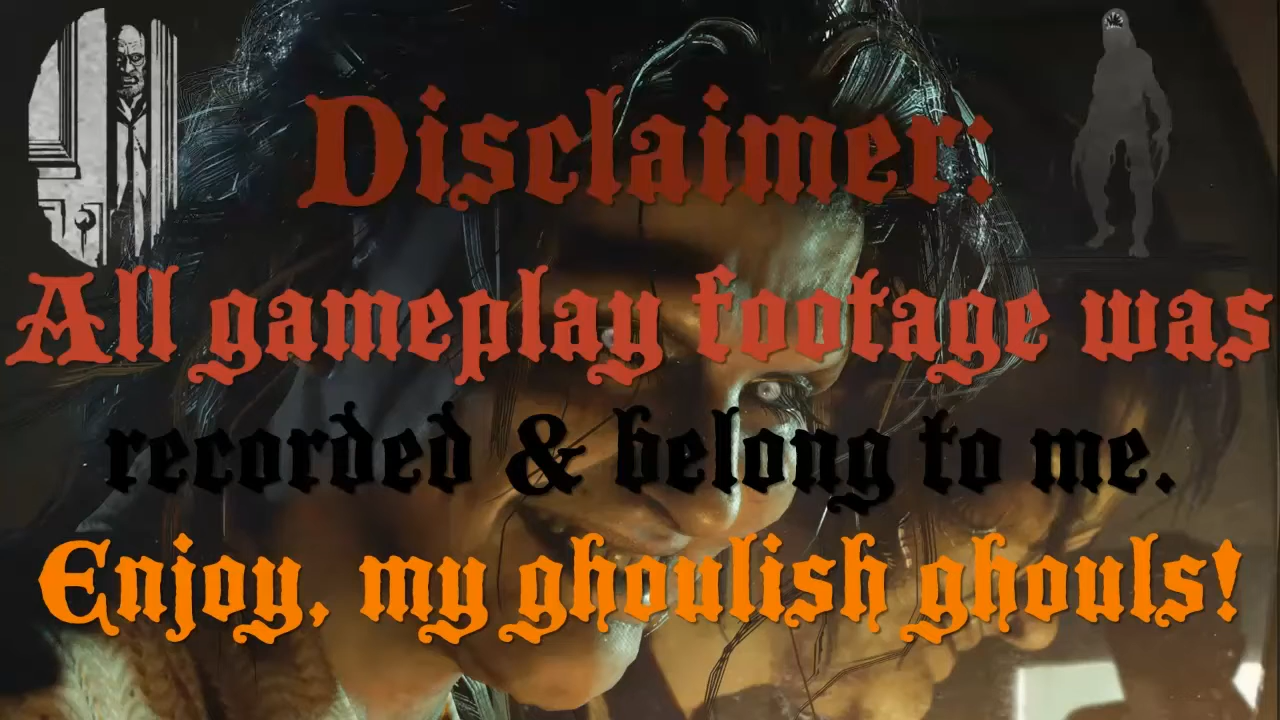 Disclaimer:
All gameplay footage was
recorded & belong to me.
Enjoy, my ghoulish ghouls!